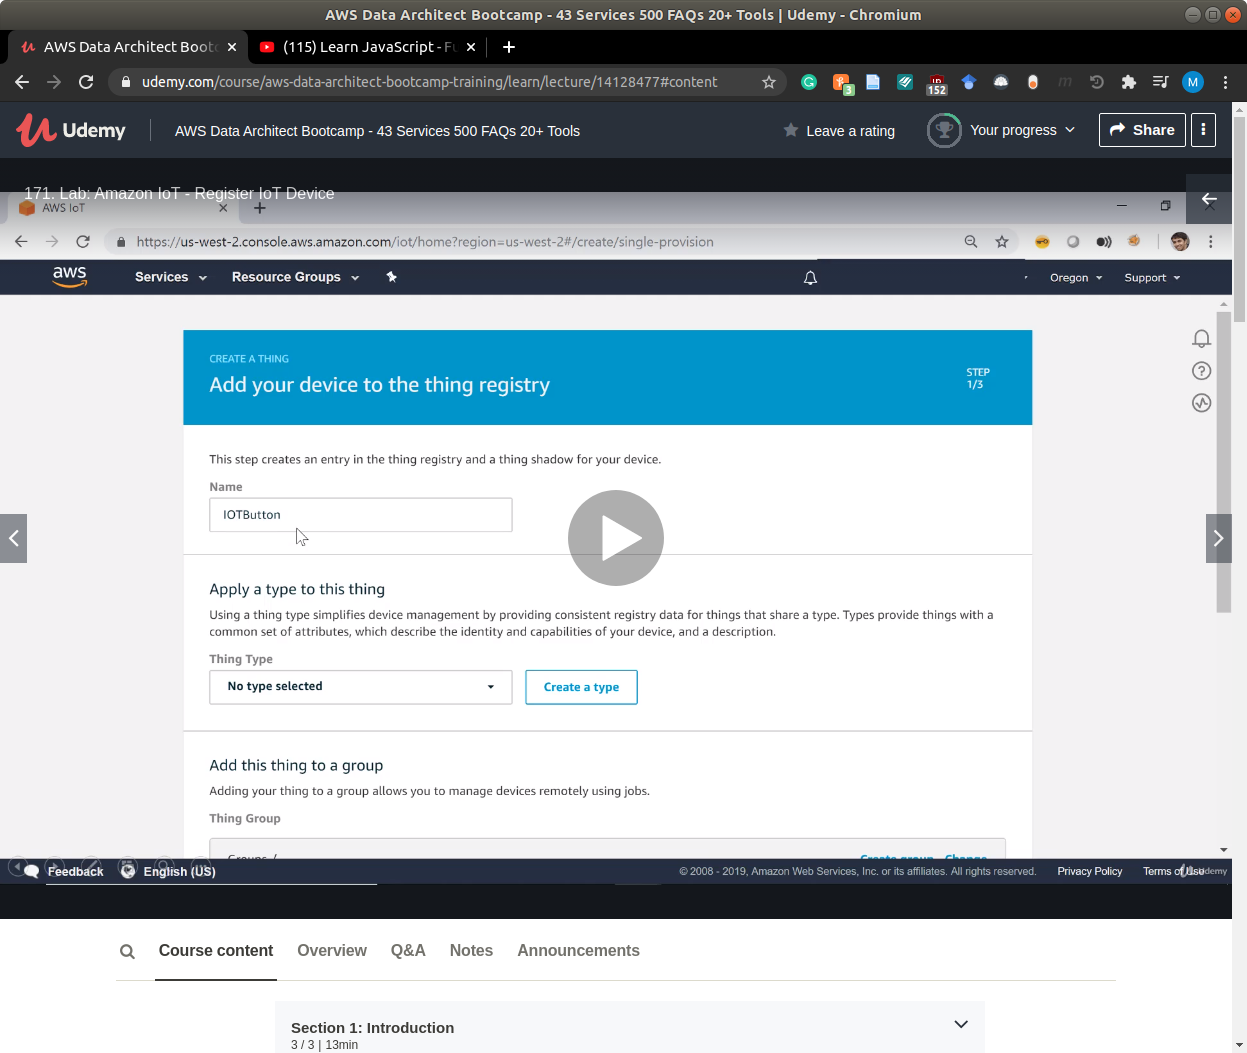 AWS Data Architect Bootcamp - 43 Services 500 FAQs 20+ Tools | Udemy - Chromium
AWS Data Architect Bootc
(115) Learn JavaScript - Fu
udemy.com/course/aws-data-architect-bootcamp-training/learn/lecture/14128477#content
3
152
M
Udemy
AWS Data Architect Bootcamp - 43 Services 500 FAQs 20+ Tools
Leave a rating
Your progress
Share
171. Lab: Amazon IoT - Register IoT Device
AWS IoT
https://us-west-2.console.aws.amazon.com/iot/home?region=us-west-2#/create/single-provision
aws
Services
Resource Groups
Oregon
Support
CREATE A THING
Add your device to the thing registry
STEP
1/3
This step creates an entry in the thing registry and a thing shadow for your device.
Name
IOTButton
Apply a type to this thing
Using a thing type simplifies device management by providing consistent registry data for things that share a type. Types provide things with a
common set of attributes, which describe the identity and capabilities of your device, and a description.
Thing Type
No type selected
Create a type
Add this thing to a group
Adding your thing to a group allows you to manage devices remotely using jobs.
Thing Group
Groups /
Create group
Change
Feedback
English (US)
© 2008 - 2019, Amazon Web Services, Inc. or its affiliates. All rights reserved.
Privacy Policy
Terms of Use
Udemy
Course content
Overview
Q&A
Notes
Announcements
Section 1: Introduction
3 / 3 | 13min